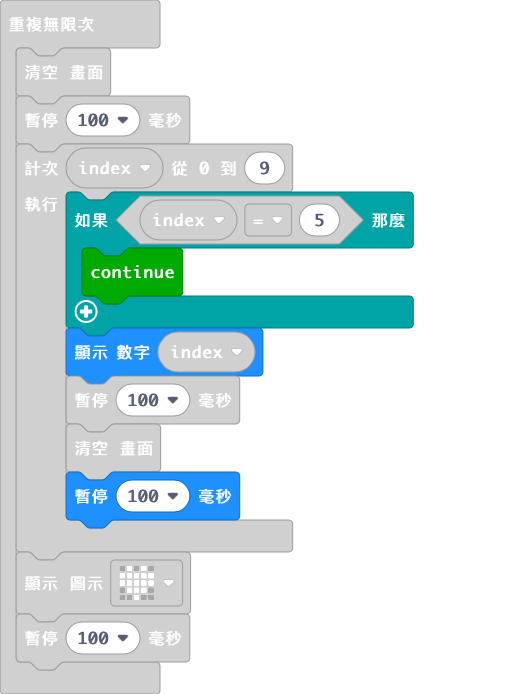 重複無限次
清空 畫面
暫停 100 毫秒
計次 index 從 0 到 9
執行
如果 index = 5 那麼
continue
顯示 數字 index
暫停 100 毫秒
清空 畫面
暫停 100 毫秒
顯示 圖示
暫停 100 毫秒